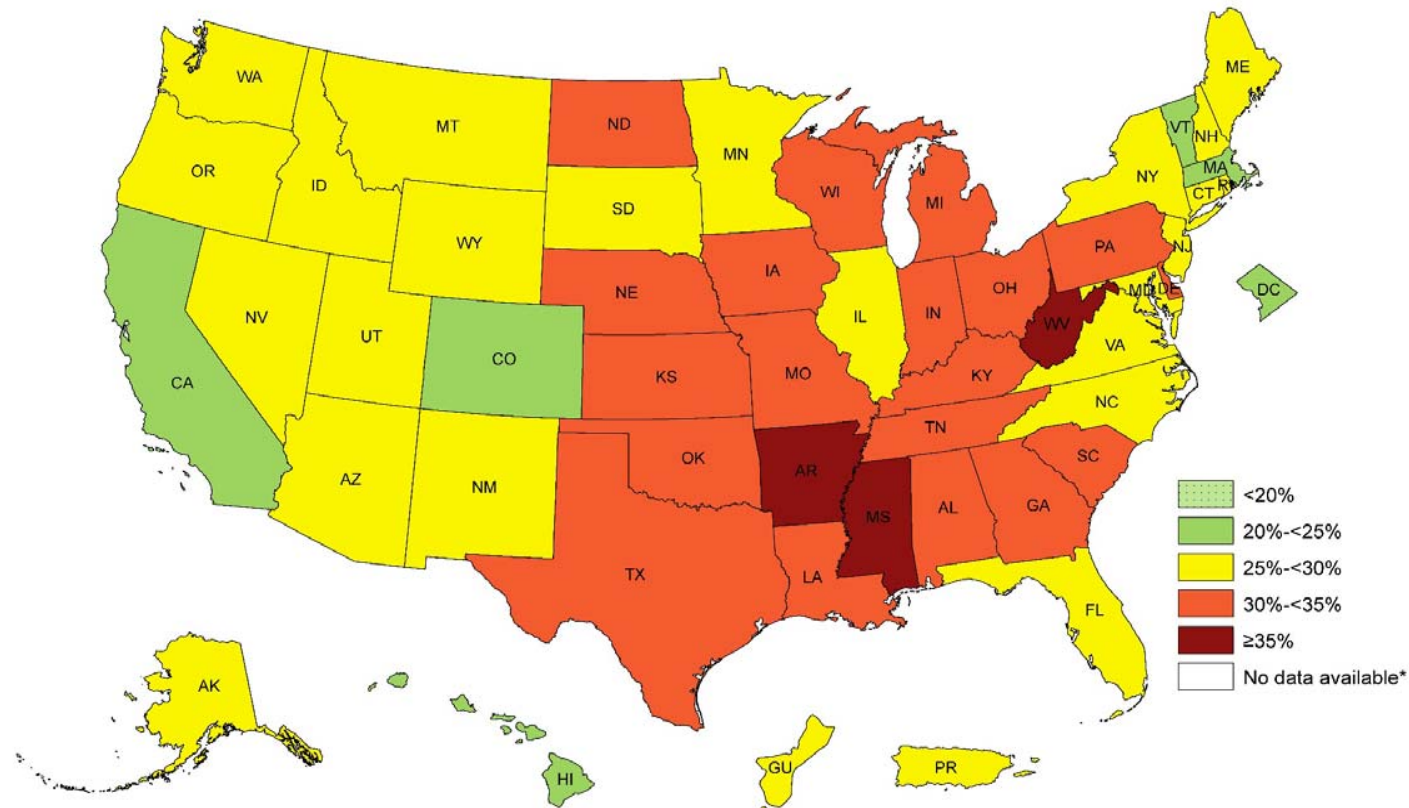 WA
MT
ND
MN
ME
VT
NH
OR
ID
SD
WI
MI
NY
MA
CT
RI
WY
IA
PA
NJ
NE
OH
MD
DE
DC
NV
UT
IL
IN
WV
CO
VA
CA
KS
MO
KY
NC
TN
OK
AR
SC
AZ
NM
MS
AL
GA
TX
LA
FL
<20%
20%-<25%
25%-<30%
30%-<35%
≥35%
No data available*
AK
HI
GU
PR